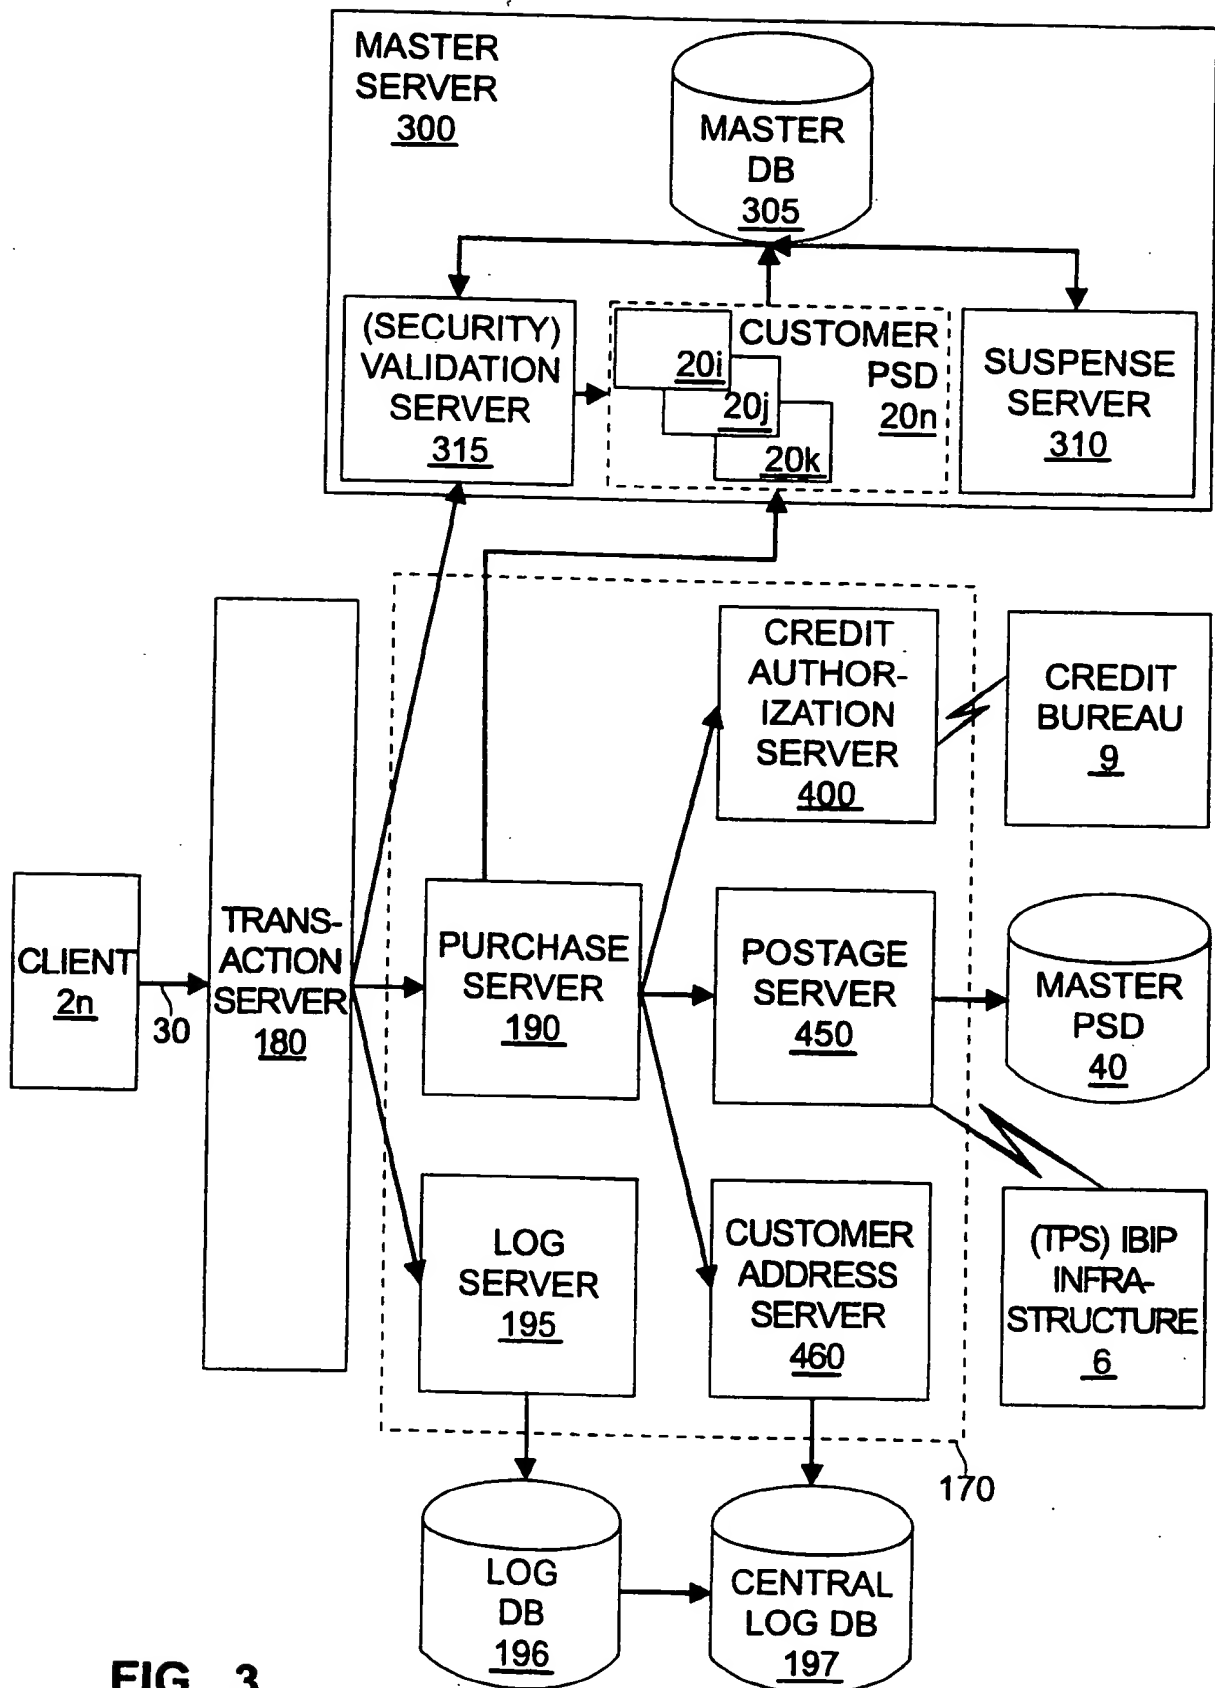 MASTER
SERVER
300
MASTER
DB
305
(SECURITY)
VALIDATION
SERVER
315
CUSTOMER
PSD
20n
20i
20j
20k
SUSPENSE
SERVER
310
CREDIT
AUTHOR-
IZATION
SERVER
400
CREDIT
BUREAU
9
CLIENT
2n
30
TRANS-
ACTION
SERVER
180
PURCHASE
SERVER
190
POSTAGE
SERVER
450
MASTER
PSD
40
LOG
SERVER
195
CUSTOMER
ADDRESS
SERVER
460
(TPS) IBIP
INFRA-
STRUCTURE
6
170
LOG
DB
196
CENTRAL
LOG DB
197
FIG. 3